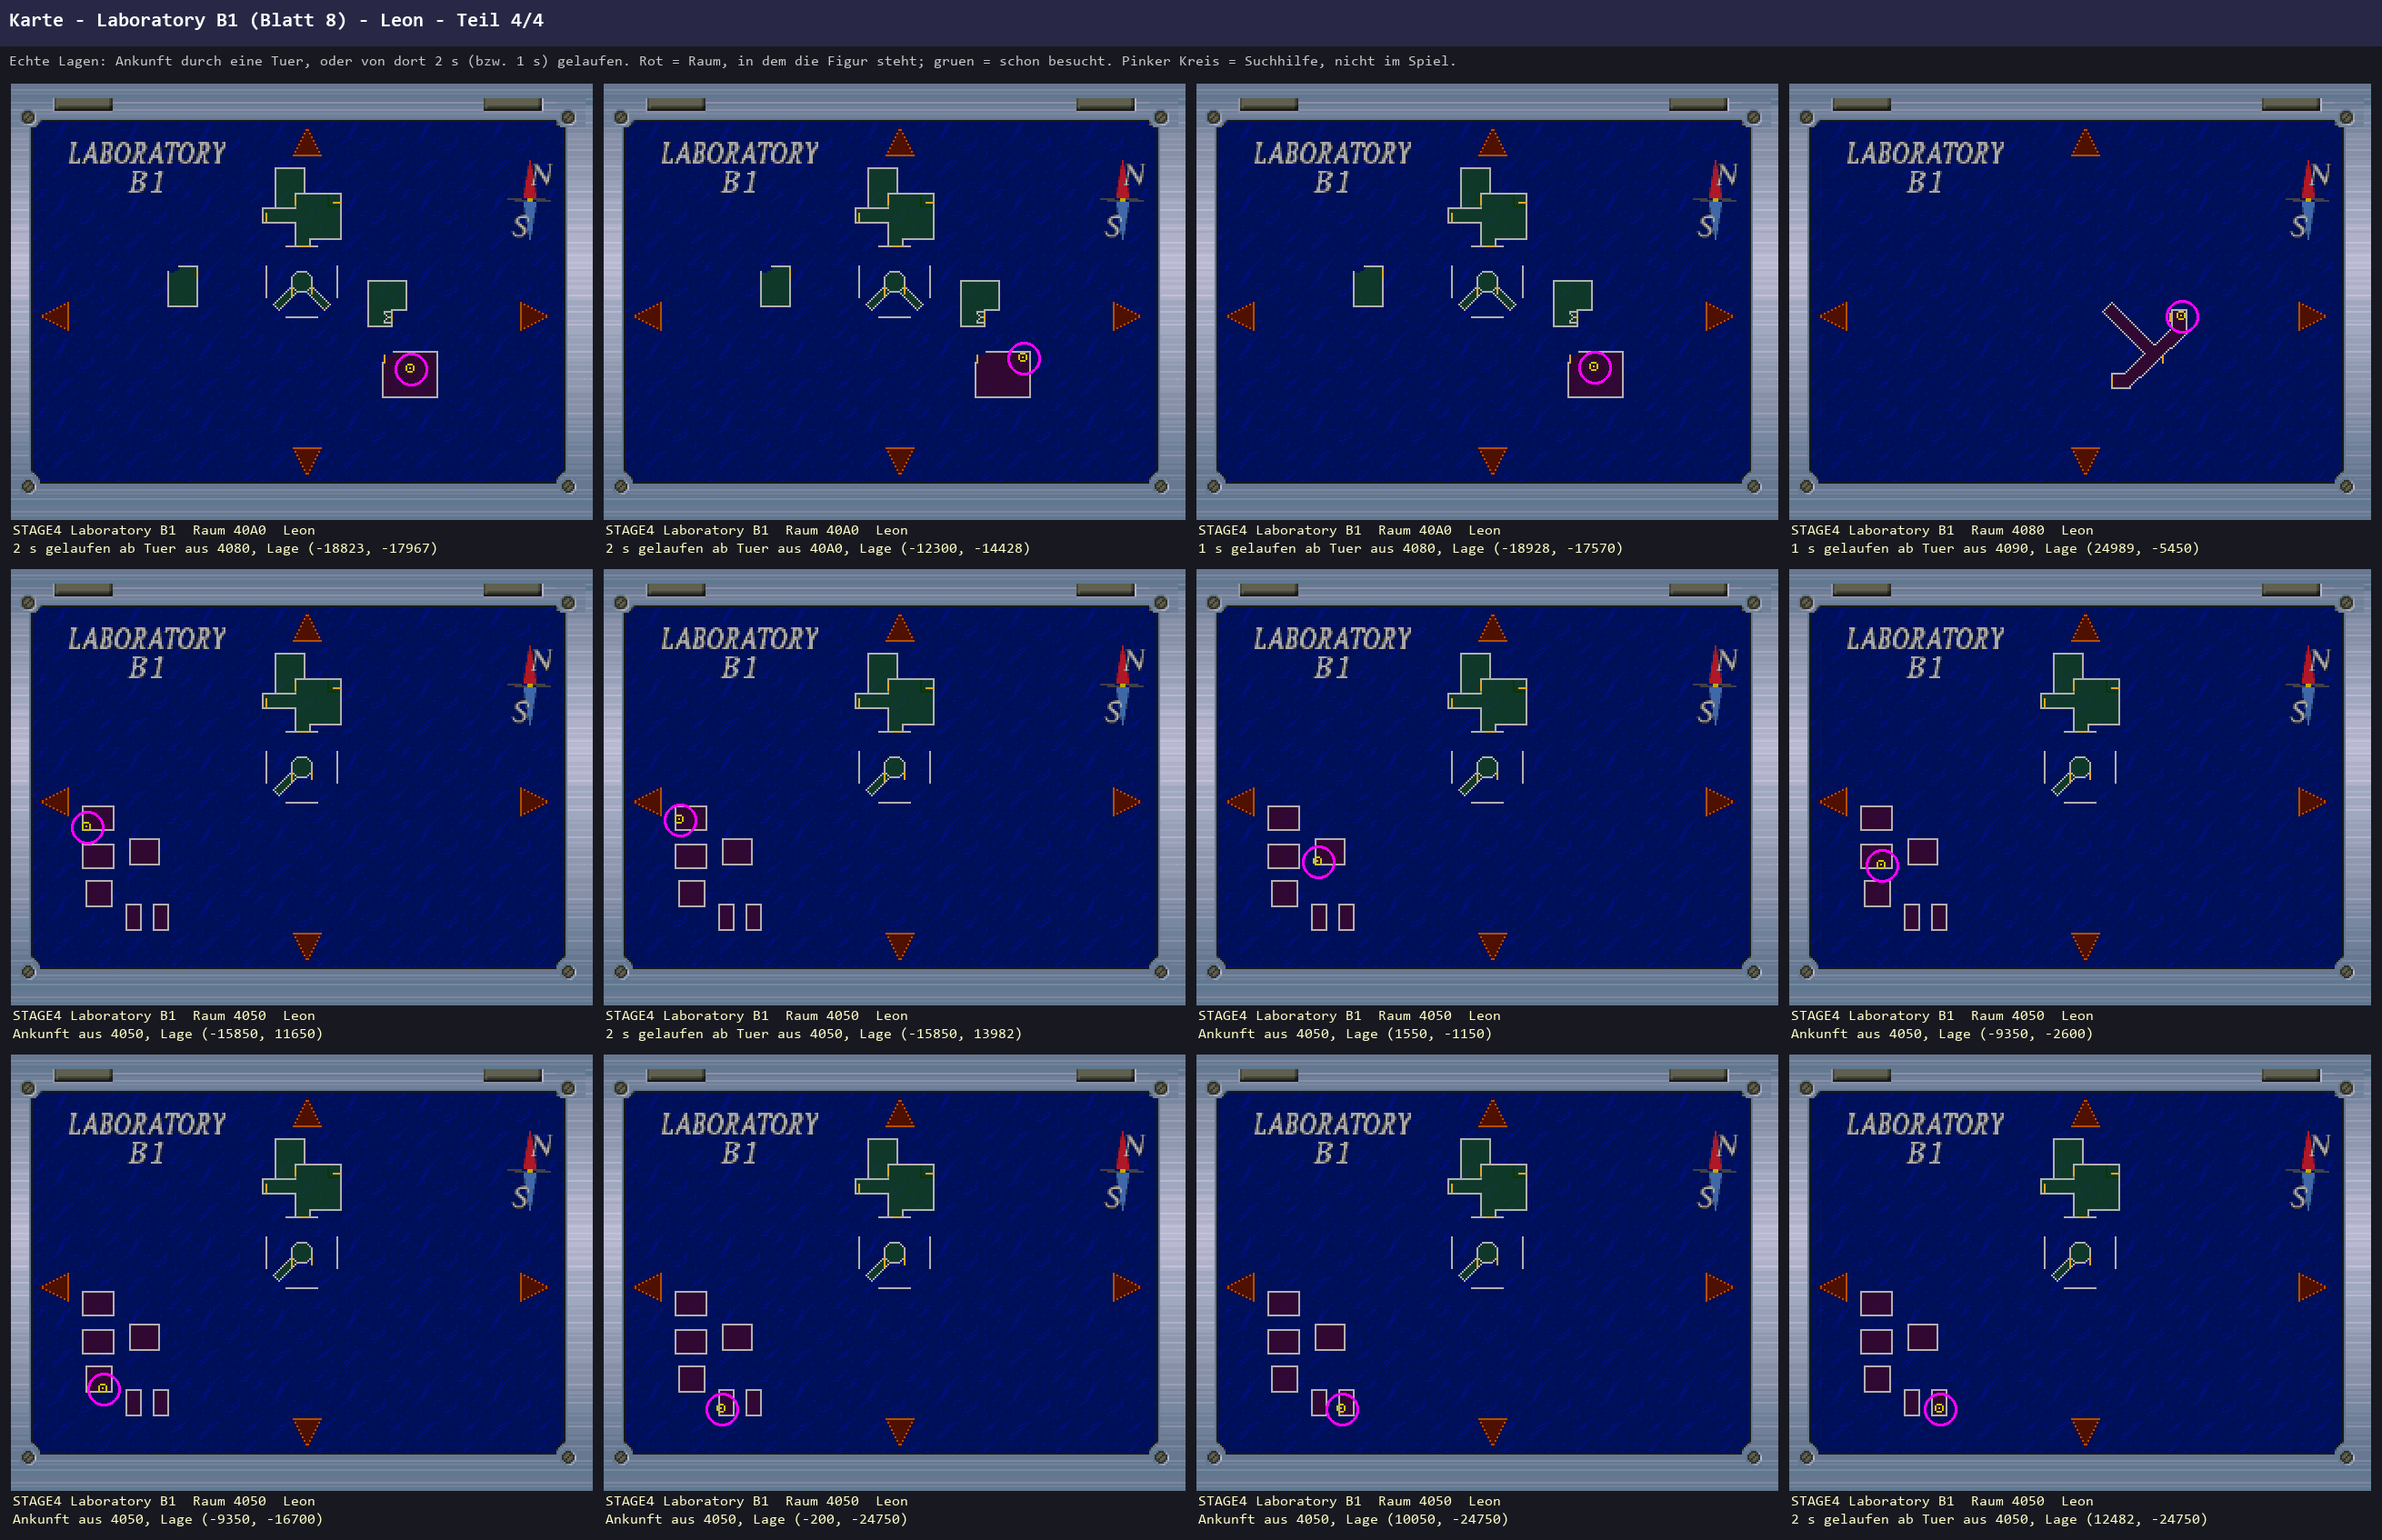 Karte - Laboratory B1 (Blatt 8) - Leon - Teil 4/4
Echte Lagen: Ankunft durch eine Tuer, oder von dort 2 s (bzw. 1 s) gelaufen. Rot = Raum, in dem die Figur steht; gruen = schon besucht. Pinker Kreis = Suchhilfe, nicht im Spiel.
LABORATORY
B1
N
S
STAGE4 Laboratory B1  Raum 40A0  Leon
2 s gelaufen ab Tuer aus 4080, Lage (-18823, -17967)
LABORATORY
B1
N
S
STAGE4 Laboratory B1  Raum 40A0  Leon
2 s gelaufen ab Tuer aus 40A0, Lage (-12300, -14428)
LABORATORY
B1
N
S
STAGE4 Laboratory B1  Raum 40A0  Leon
1 s gelaufen ab Tuer aus 4080, Lage (-18928, -17570)
LABORATORY
B1
N
S
STAGE4 Laboratory B1  Raum 4080  Leon
1 s gelaufen ab Tuer aus 4090, Lage (24989, -5450)
LABORATORY
B1
N
S
STAGE4 Laboratory B1  Raum 4050  Leon
Ankunft aus 4050, Lage (-15850, 11650)
LABORATORY
B1
N
S
STAGE4 Laboratory B1  Raum 4050  Leon
2 s gelaufen ab Tuer aus 4050, Lage (-15850, 13982)
LABORATORY
B1
N
S
STAGE4 Laboratory B1  Raum 4050  Leon
Ankunft aus 4050, Lage (1550, -1150)
LABORATORY
B1
N
S
STAGE4 Laboratory B1  Raum 4050  Leon
Ankunft aus 4050, Lage (-9350, -2600)
LABORATORY
B1
N
S
STAGE4 Laboratory B1  Raum 4050  Leon
Ankunft aus 4050, Lage (-9350, -16700)
LABORATORY
B1
N
S
STAGE4 Laboratory B1  Raum 4050  Leon
Ankunft aus 4050, Lage (-200, -24750)
LABORATORY
B1
N
S
STAGE4 Laboratory B1  Raum 4050  Leon
Ankunft aus 4050, Lage (10050, -24750)
LABORATORY
B1
N
S
STAGE4 Laboratory B1  Raum 4050  Leon
2 s gelaufen ab Tuer aus 4050, Lage (12482, -24750)